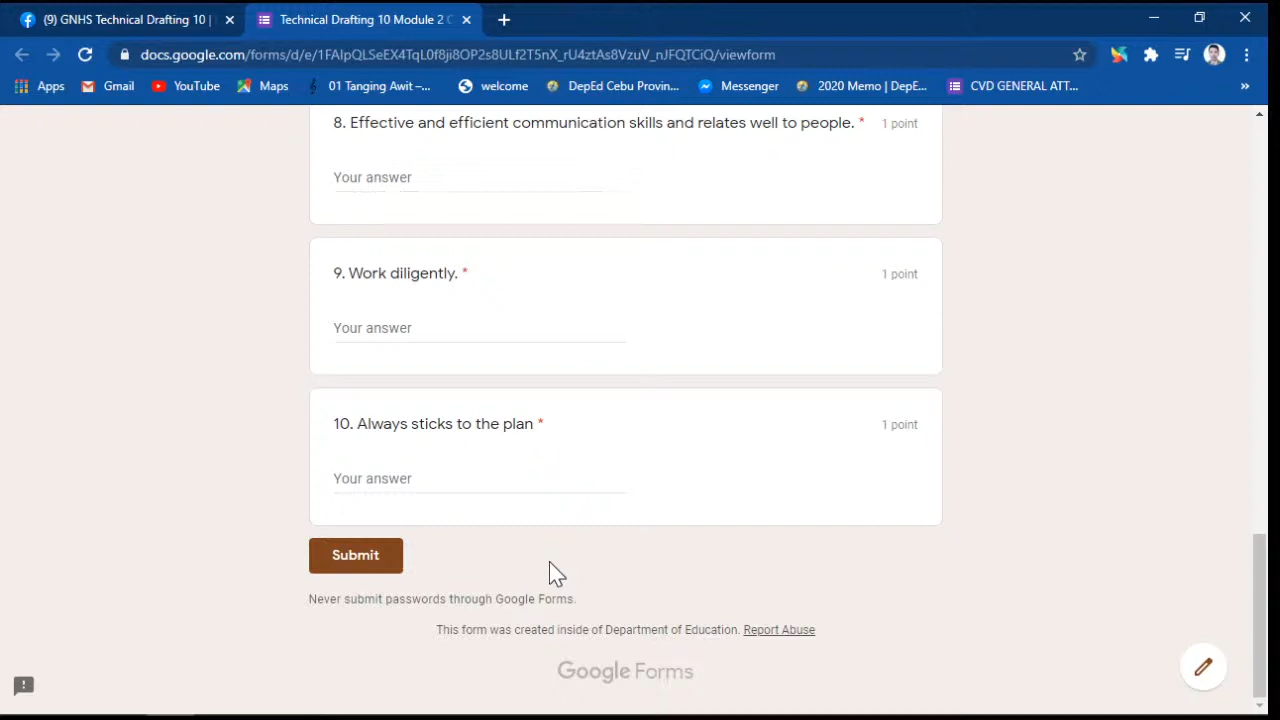 (9) GNHS Technical Drafting 10 |
Technical Drafting 10 Module 2 C
docs.google.com/forms/d/e/1FAIpQLSeEX4TqL0f8ji8OP2s8ULf2T5nX_rU4ztAs8VzuV_nJFQTCiQ/viewform
Apps Gmail YouTube Maps 01 Tanging Awit –... welcome DepEd Cebu Provin... Messenger 2020 Memo | DepE... CVD GENERAL ATT... »
8. Effective and efficient communication skills and relates well to people. * 1 point
Your answer
9. Work diligently. * 1 point
Your answer
10. Always sticks to the plan * 1 point
Your answer
Submit
Never submit passwords through Google Forms.
This form was created inside of Department of Education. Report Abuse
Google Forms